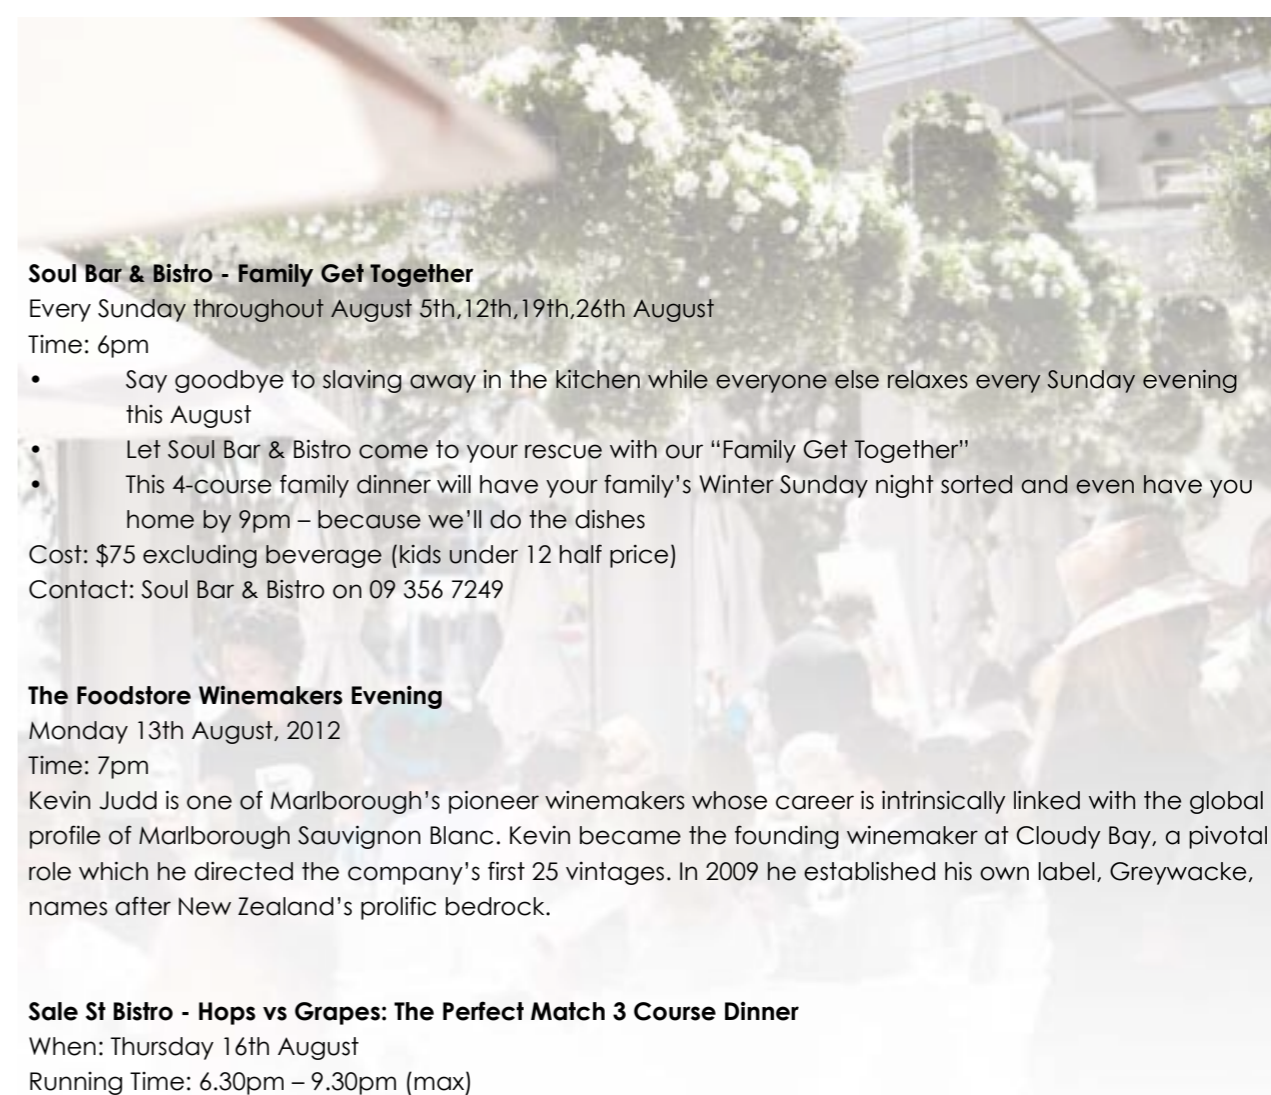 Soul Bar & Bistro - Family Get Together
Every Sunday throughout August 5th,12th,19th,26th August
Time: 6pm
• Say goodbye to slaving away in the kitchen while everyone else relaxes every Sunday evening
this August
• Let Soul Bar & Bistro come to your rescue with our “Family Get Together”
• This 4-course family dinner will have your family’s Winter Sunday night sorted and even have you
home by 9pm – because we’ll do the dishes
Cost: $75 excluding beverage (kids under 12 half price)
Contact: Soul Bar & Bistro on 09 356 7249
The Foodstore Winemakers Evening
Monday 13th August, 2012
Time: 7pm
Kevin Judd is one of Marlborough’s pioneer winemakers whose career is intrinsically linked with the global
profile of Marlborough Sauvignon Blanc. Kevin became the founding winemaker at Cloudy Bay, a pivotal
role which he directed the company’s first 25 vintages. In 2009 he established his own label, Greywacke,
names after New Zealand’s prolific bedrock.
Sale St Bistro - Hops vs Grapes: The Perfect Match 3 Course Dinner
When: Thursday 16th August
Running Time: 6.30pm – 9.30pm (max)